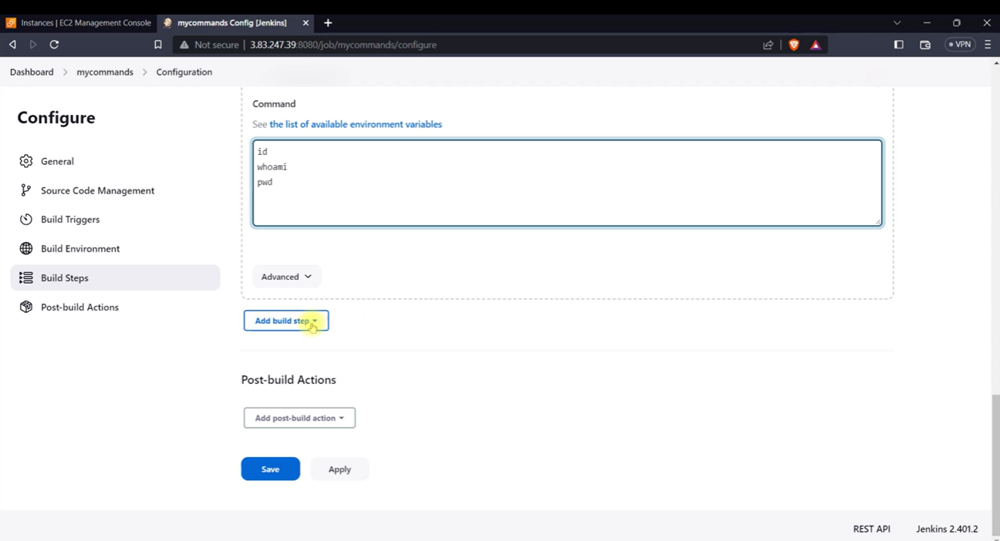 Instances | EC2 Management Console
mycommands Config [Jenkins]
Not secure | 3.83.247.39:8080/job/mycommands/configure
VPN
Dashboard > mycommands > Configuration
Configure
General
Source Code Management
Build Triggers
Build Environment
Build Steps
Post-build Actions
Command
See the list of available environment variables
id
whoami
pwd
Advanced
Add build step
Post-build Actions
Add post-build action
Save
Apply
REST API
Jenkins 2.401.2